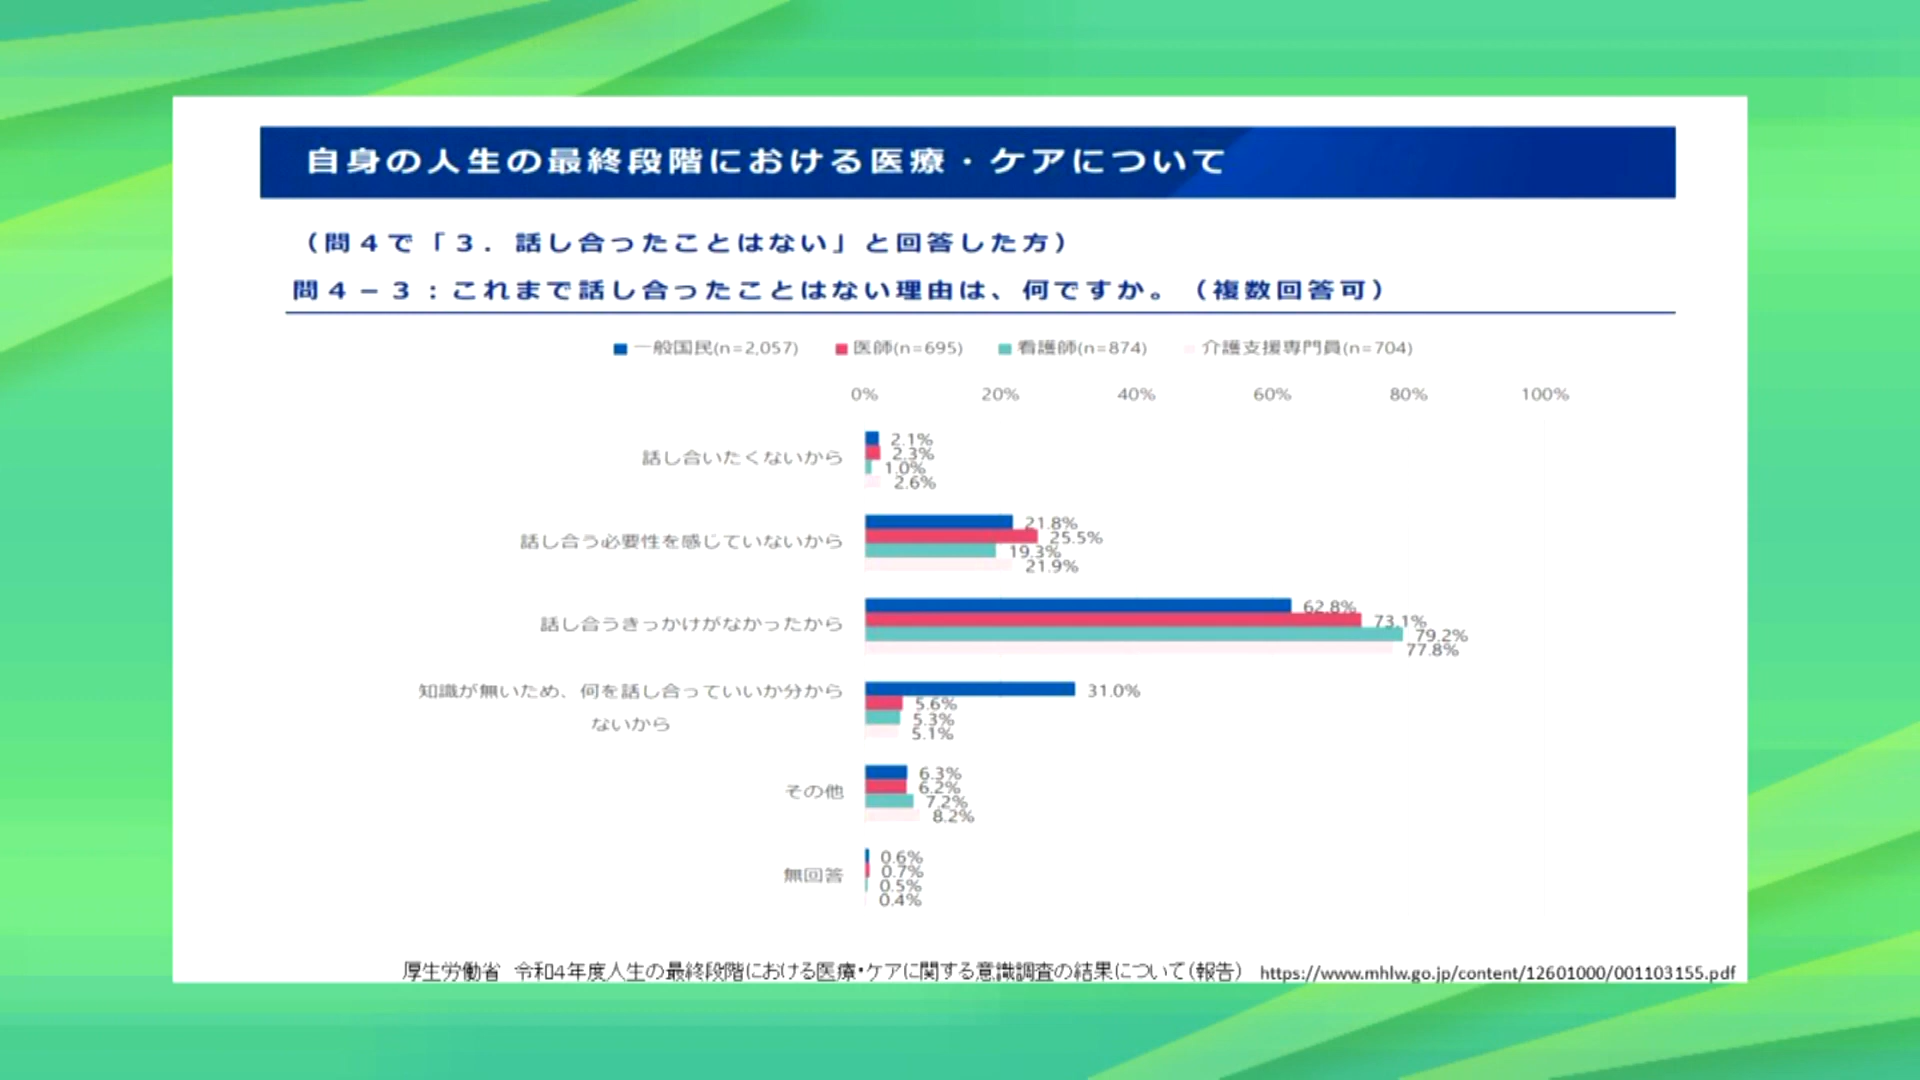 自身の人生の最終段階における医療・ケアについて
（問４で「３．話し合ったことはない」と回答した方）
問４－３：これまで話し合ったことはない理由は、何ですか。（複数回答可）
一般国民(n=2,057) 医師(n=695) 看護師(n=874) 介護支援専門員(n=704)
0% 20% 40% 60% 80% 100%
話し合いたくないから
2.1%
2.3%
1.0%
2.6%
話し合う必要性を感じていないから
21.8%
25.5%
19.3%
21.9%
話し合うきっかけがなかったから
62.8%
73.1%
79.2%
77.8%
知識が無いため、何を話し合っていいか分から
ないから
31.0%
5.6%
5.3%
5.1%
その他
6.3%
6.2%
7.2%
8.2%
無回答
0.6%
0.7%
0.5%
0.4%
厚生労働省　令和4年度人生の最終段階における医療・ケアに関する意識調査の結果について（報告）　https://www.mhlw.go.jp/content/12601000/001103155.pdf